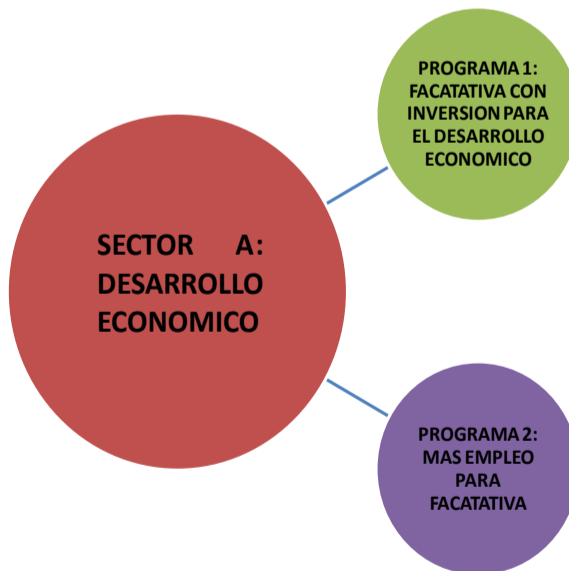 PROGRAMA 1:
FACATATIVA CON
INVERSION PARA
EL DESARROLLO
ECONOMICO
SECTOR A:
DESARROLLO
ECONOMICO
PROGRAMA 2:
MAS EMPLEO
PARA
FACATATIVA